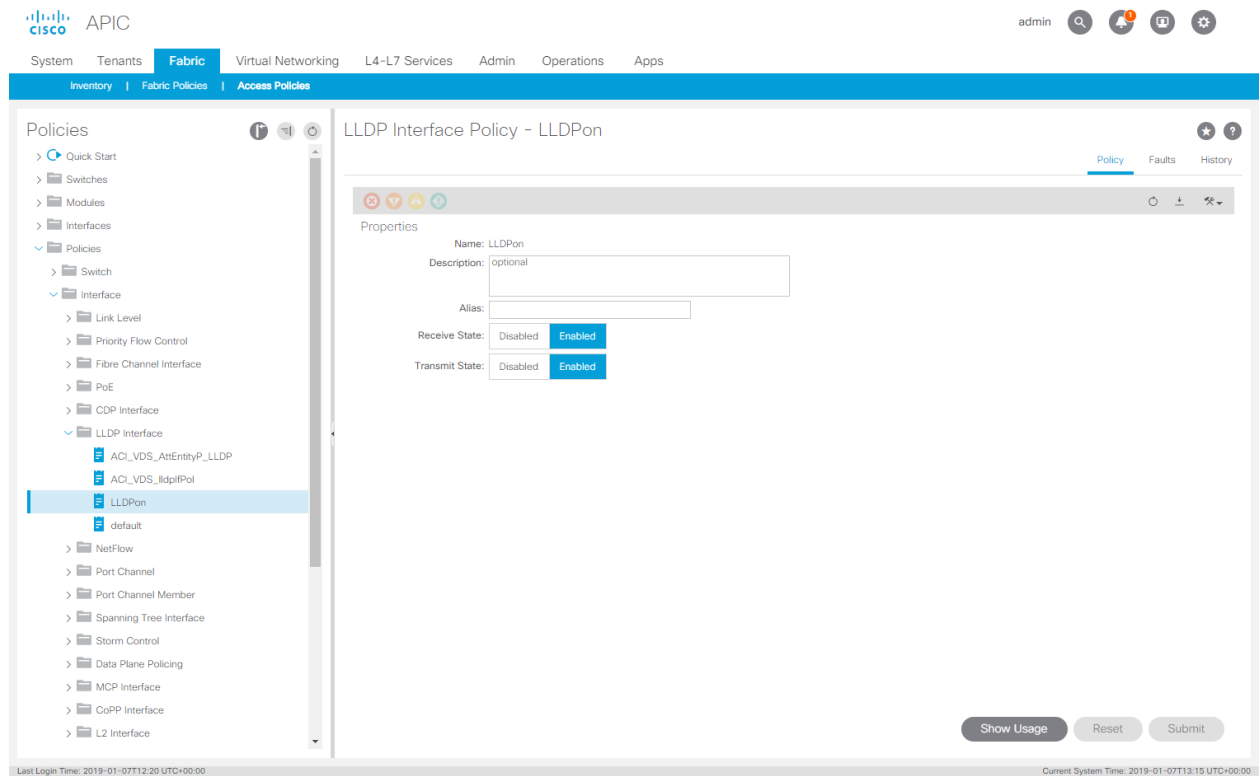 cisco APIC
admin
1
System Tenants Fabric Virtual Networking L4-L7 Services Admin Operations Apps
Inventory | Fabric Policies | Access Policies
Policies
Quick Start
Switches
Modules
Interfaces
Policies
Switch
Interface
Link Level
Priority Flow Control
Fibre Channel Interface
PoE
CDP Interface
LLDP Interface
ACI_VDS_AttEntityP_LLDP
ACI_VDS_lldpIfPol
LLDPon
default
NetFlow
Port Channel
Port Channel Member
Spanning Tree Interface
Storm Control
Data Plane Policing
MCP Interface
CoPP Interface
L2 Interface
LLDP Interface Policy - LLDPon
Policy Faults History
Properties
Name: LLDPon
Description: optional
Alias:
Receive State: Disabled Enabled
Transmit State: Disabled Enabled
Show Usage Reset Submit
Last Login Time: 2019-01-07T12:20 UTC+00:00
Current System Time: 2019-01-07T13:15 UTC+00:00